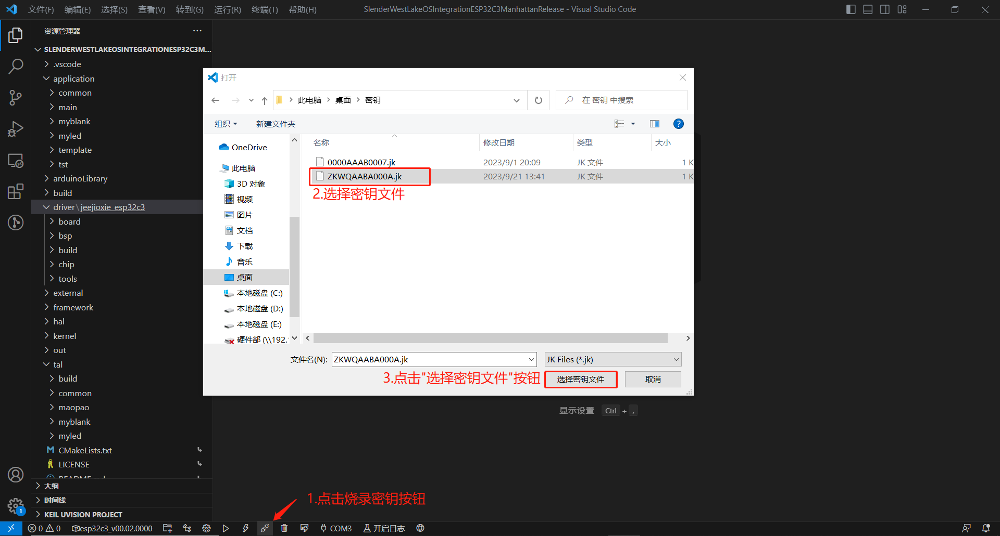 文件(F) 编辑(E) 选择(S) 查看(V) 转到(G) 运行(R) 终端(T) 帮助(H)
SlenderWestLakeOSIntegrationESP32C3ManhattanRelease - Visual Studio Code
资源管理器
SLENDERWESTLAKEOSINTEGRATIONESP32C3M...
.vscode
application
common
main
myblank
myled
template
tst
arduinoLibrary
build
driver\jeejioxie_esp32c3
board
bsp
build
chip
tools
external
framework
hal
kernel
out
tal
build
common
maopao
myblank
myled
CMakeLists.txt
LICENSE
README.md
大纲
时间线
KEIL UVISION PROJECT
打开
此电脑 桌面 密钥
在 密钥 中搜索
组织 新建文件夹
OneDrive
此电脑
3D 对象
视频
图片
文档
下载
音乐
桌面
本地磁盘 (C:)
本地磁盘 (D:)
本地磁盘 (E:)
硬件部 (\\192.
名称 修改日期 类型 大小
0000AAAB0007.jk 2023/9/1 20:09 JK 文件 1 K
ZKWQAABA000A.jk 2023/9/21 13:41 JK 文件 1 K
2.选择密钥文件
文件名(N): ZKWQAABA000A.jk JK Files (*.jk)
3.点击"选择密钥文件"按钮 选择密钥文件 取消
显示设置 Ctrl + ,
1.点击烧录密钥按钮
1
0 0 esp32c3_v00.02.0000 COM3 开启日志